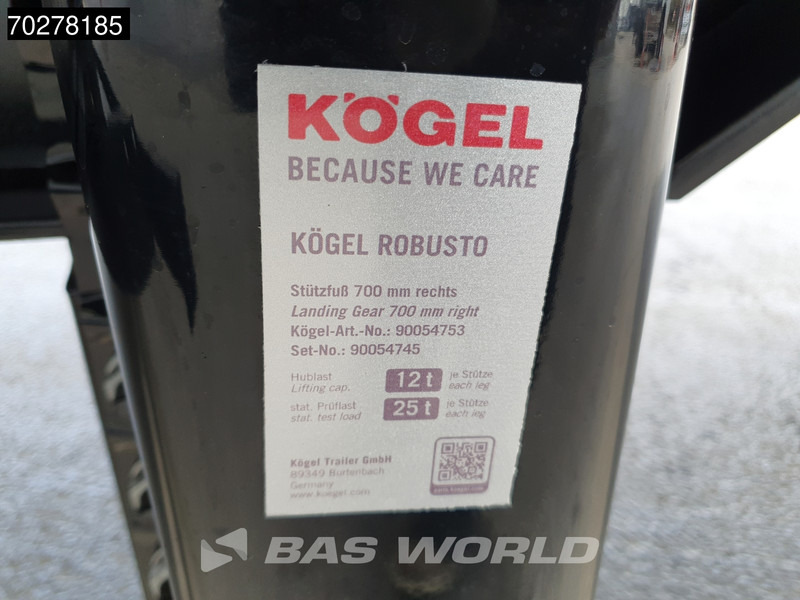 70278185
KÖGEL
BECAUSE WE CARE
KÖGEL ROBUSTO
Stützfuß 700 mm rechts
Landing Gear 700 mm right
Kögel-Art.-No.: 90054753
Set-No.: 90054745
Hublast 12 t je Stütze
Lifting cap. each leg
stat. Prüflast 25 t je Stütze
stat. test load each leg
Kögel Trailer GmbH
89349 Burtenbach
Germany
www.koegel.com
BAS WORLD